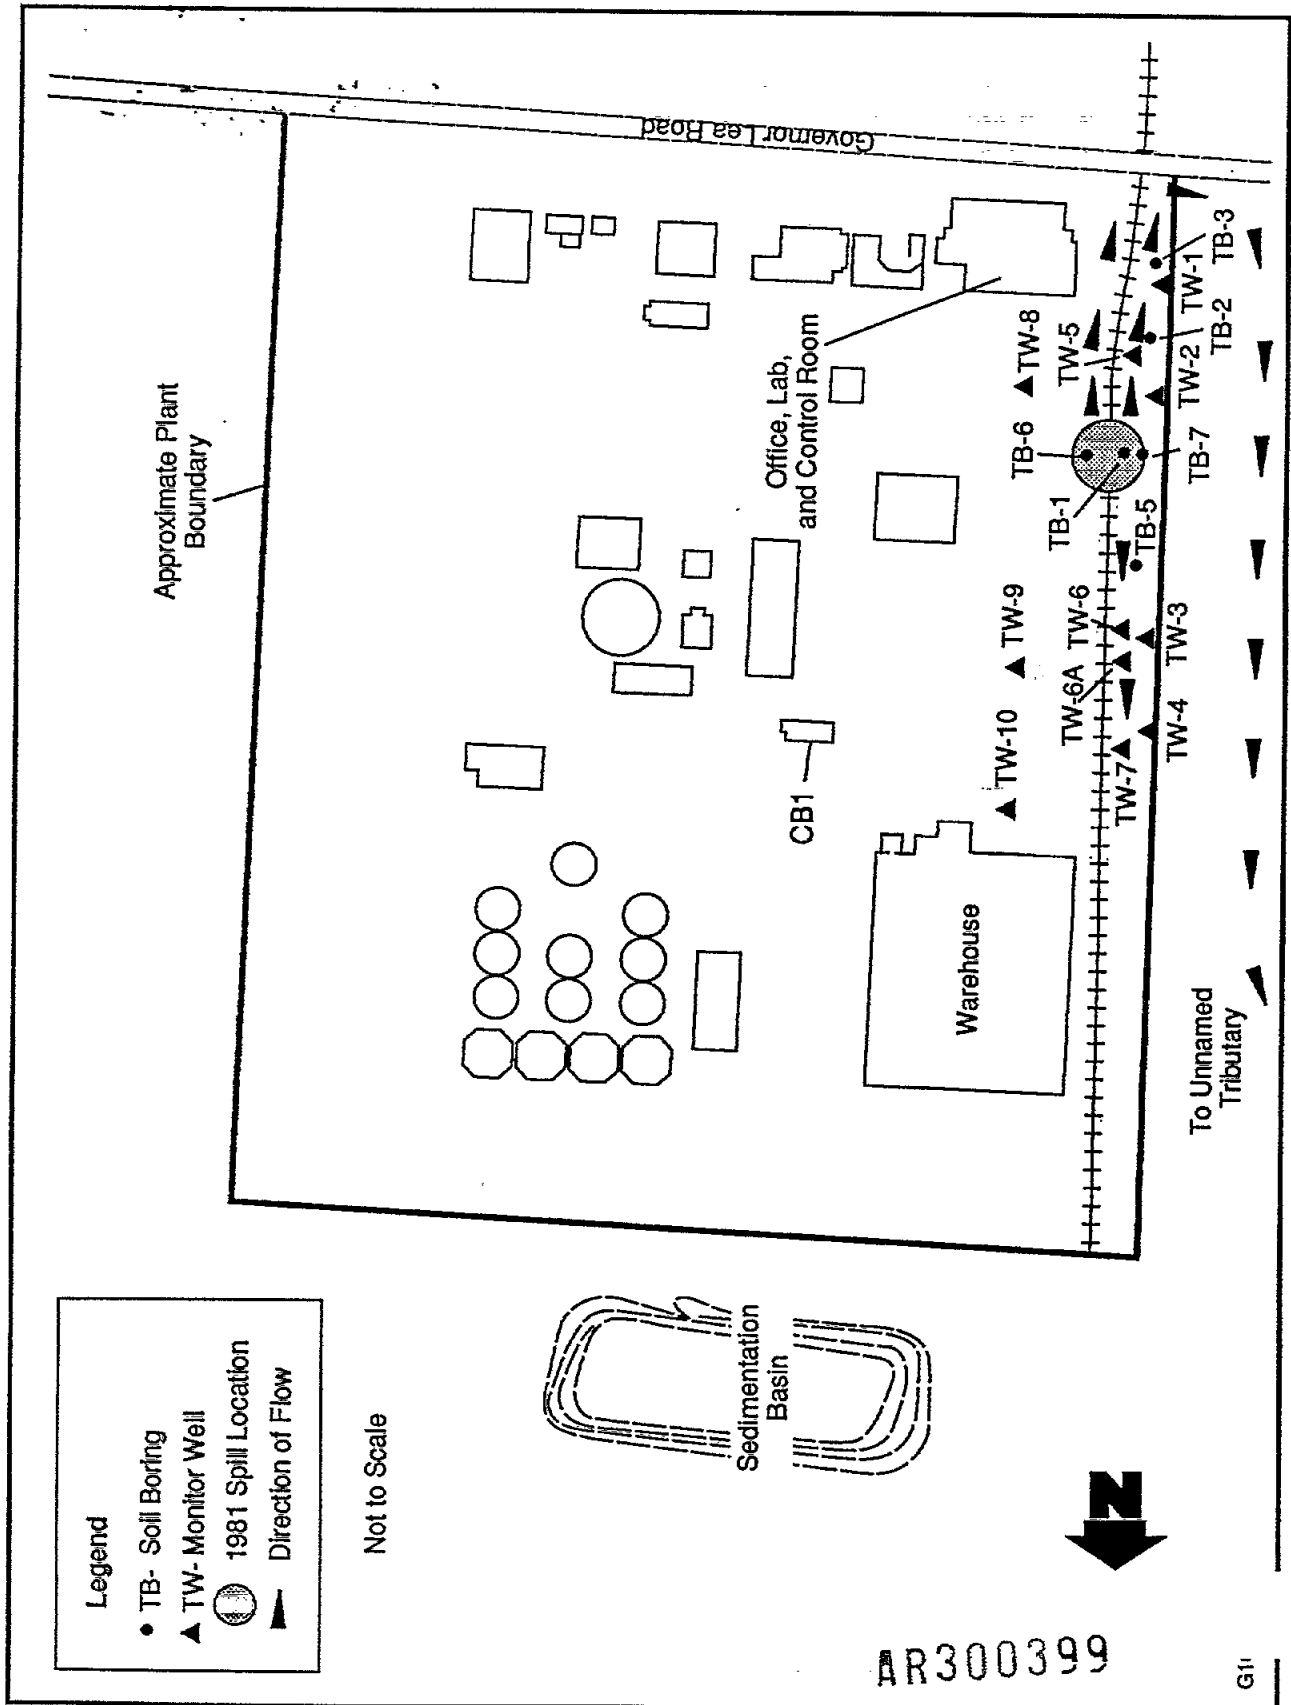 Legend
TB- Soil Boring
TW- Monitor Well
1981 Spill Location
Direction of Flow
Not to Scale
Approximate Plant
Boundary
Governor Lea Road
Office, Lab,
and Control Room
CB1
Warehouse
Sedimentation
Basin
TW-10
TW-9
TW-8
TW-5
TB-6
TB-1
TW-6
TW-6A
TW-7
TB-5
TW-4
TW-3
TB-7
TW-2
TB-2
TW-1
TB-3
To Unnamed
Tributary
N
AR300399
G1